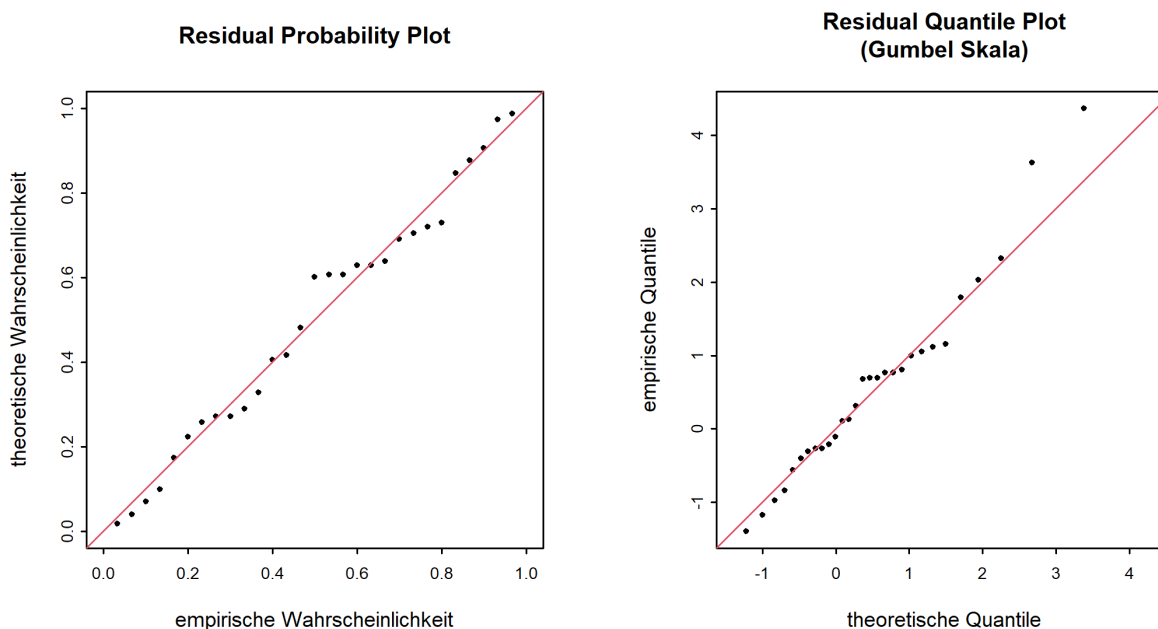 Residual Probability Plot
theoretische Wahrscheinlichkeit
0.0 0.2 0.4 0.6 0.8 1.0
0.0 0.2 0.4 0.6 0.8 1.0
empirische Wahrscheinlichkeit
Residual Quantile Plot
(Gumbel Skala)
empirische Quantile
-1 0 1 2 3 4
-1 0 1 2 3 4
theoretische Quantile